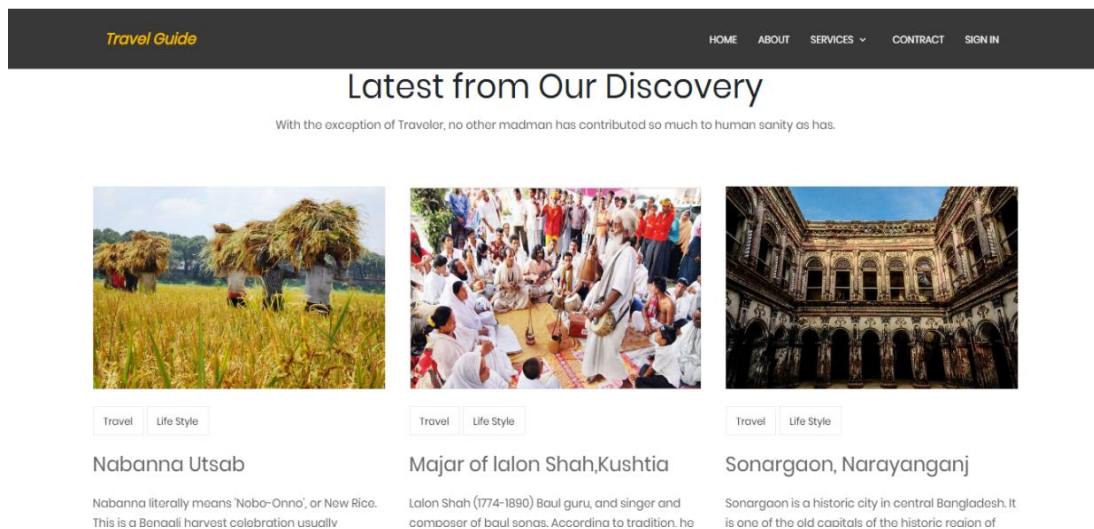 Travel Guide
HOME ABOUT SERVICES CONTRACT SIGN IN
Latest from Our Discovery
With the exception of Traveler, no other madman has contributed so much to human sanity as has.
Travel Life Style
Nabanna Utsab
Nabanna literally means 'Nobo-Onno', or New Rice.
This is a Bengali harvest celebration usually
Travel Life Style
Majar of lalon Shah,Kushtia
Lalon Shah (1774-1890) Baul guru, and singer and
composer of baul songs. According to tradition, he
Travel Life Style
Sonargaon, Narayanganj
Sonargaon is a historic city in central Bangladesh. It
is one of the old capitals of the historic region of